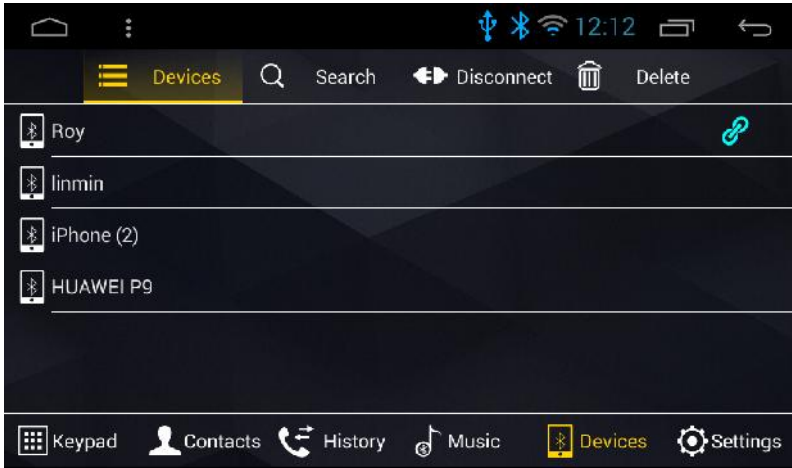 12:12
Devices Search Disconnect Delete
Roy
linmin
iPhone (2)
HUAWEI P9
Keypad Contacts History Music Devices Settings